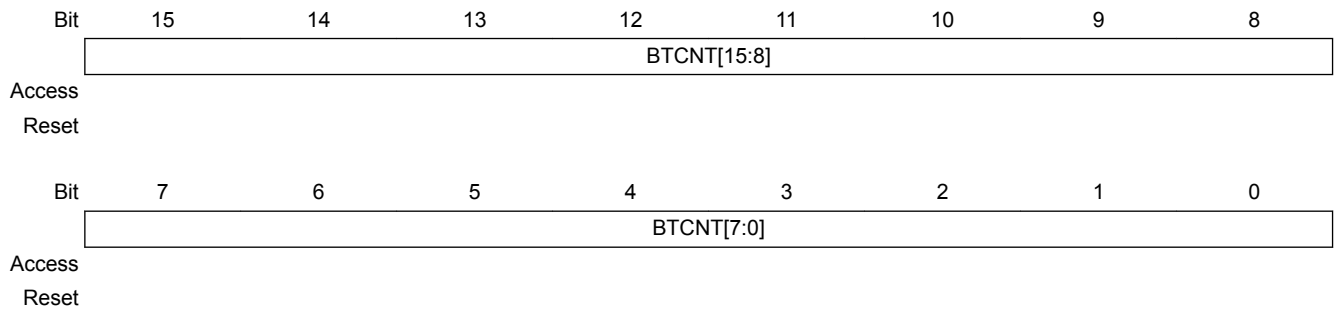 Bit 15 14 13 12 11 10 9 8
BTCNT[15:8]
Access
Reset
Bit 7 6 5 4 3 2 1 0
BTCNT[7:0]
Access
Reset